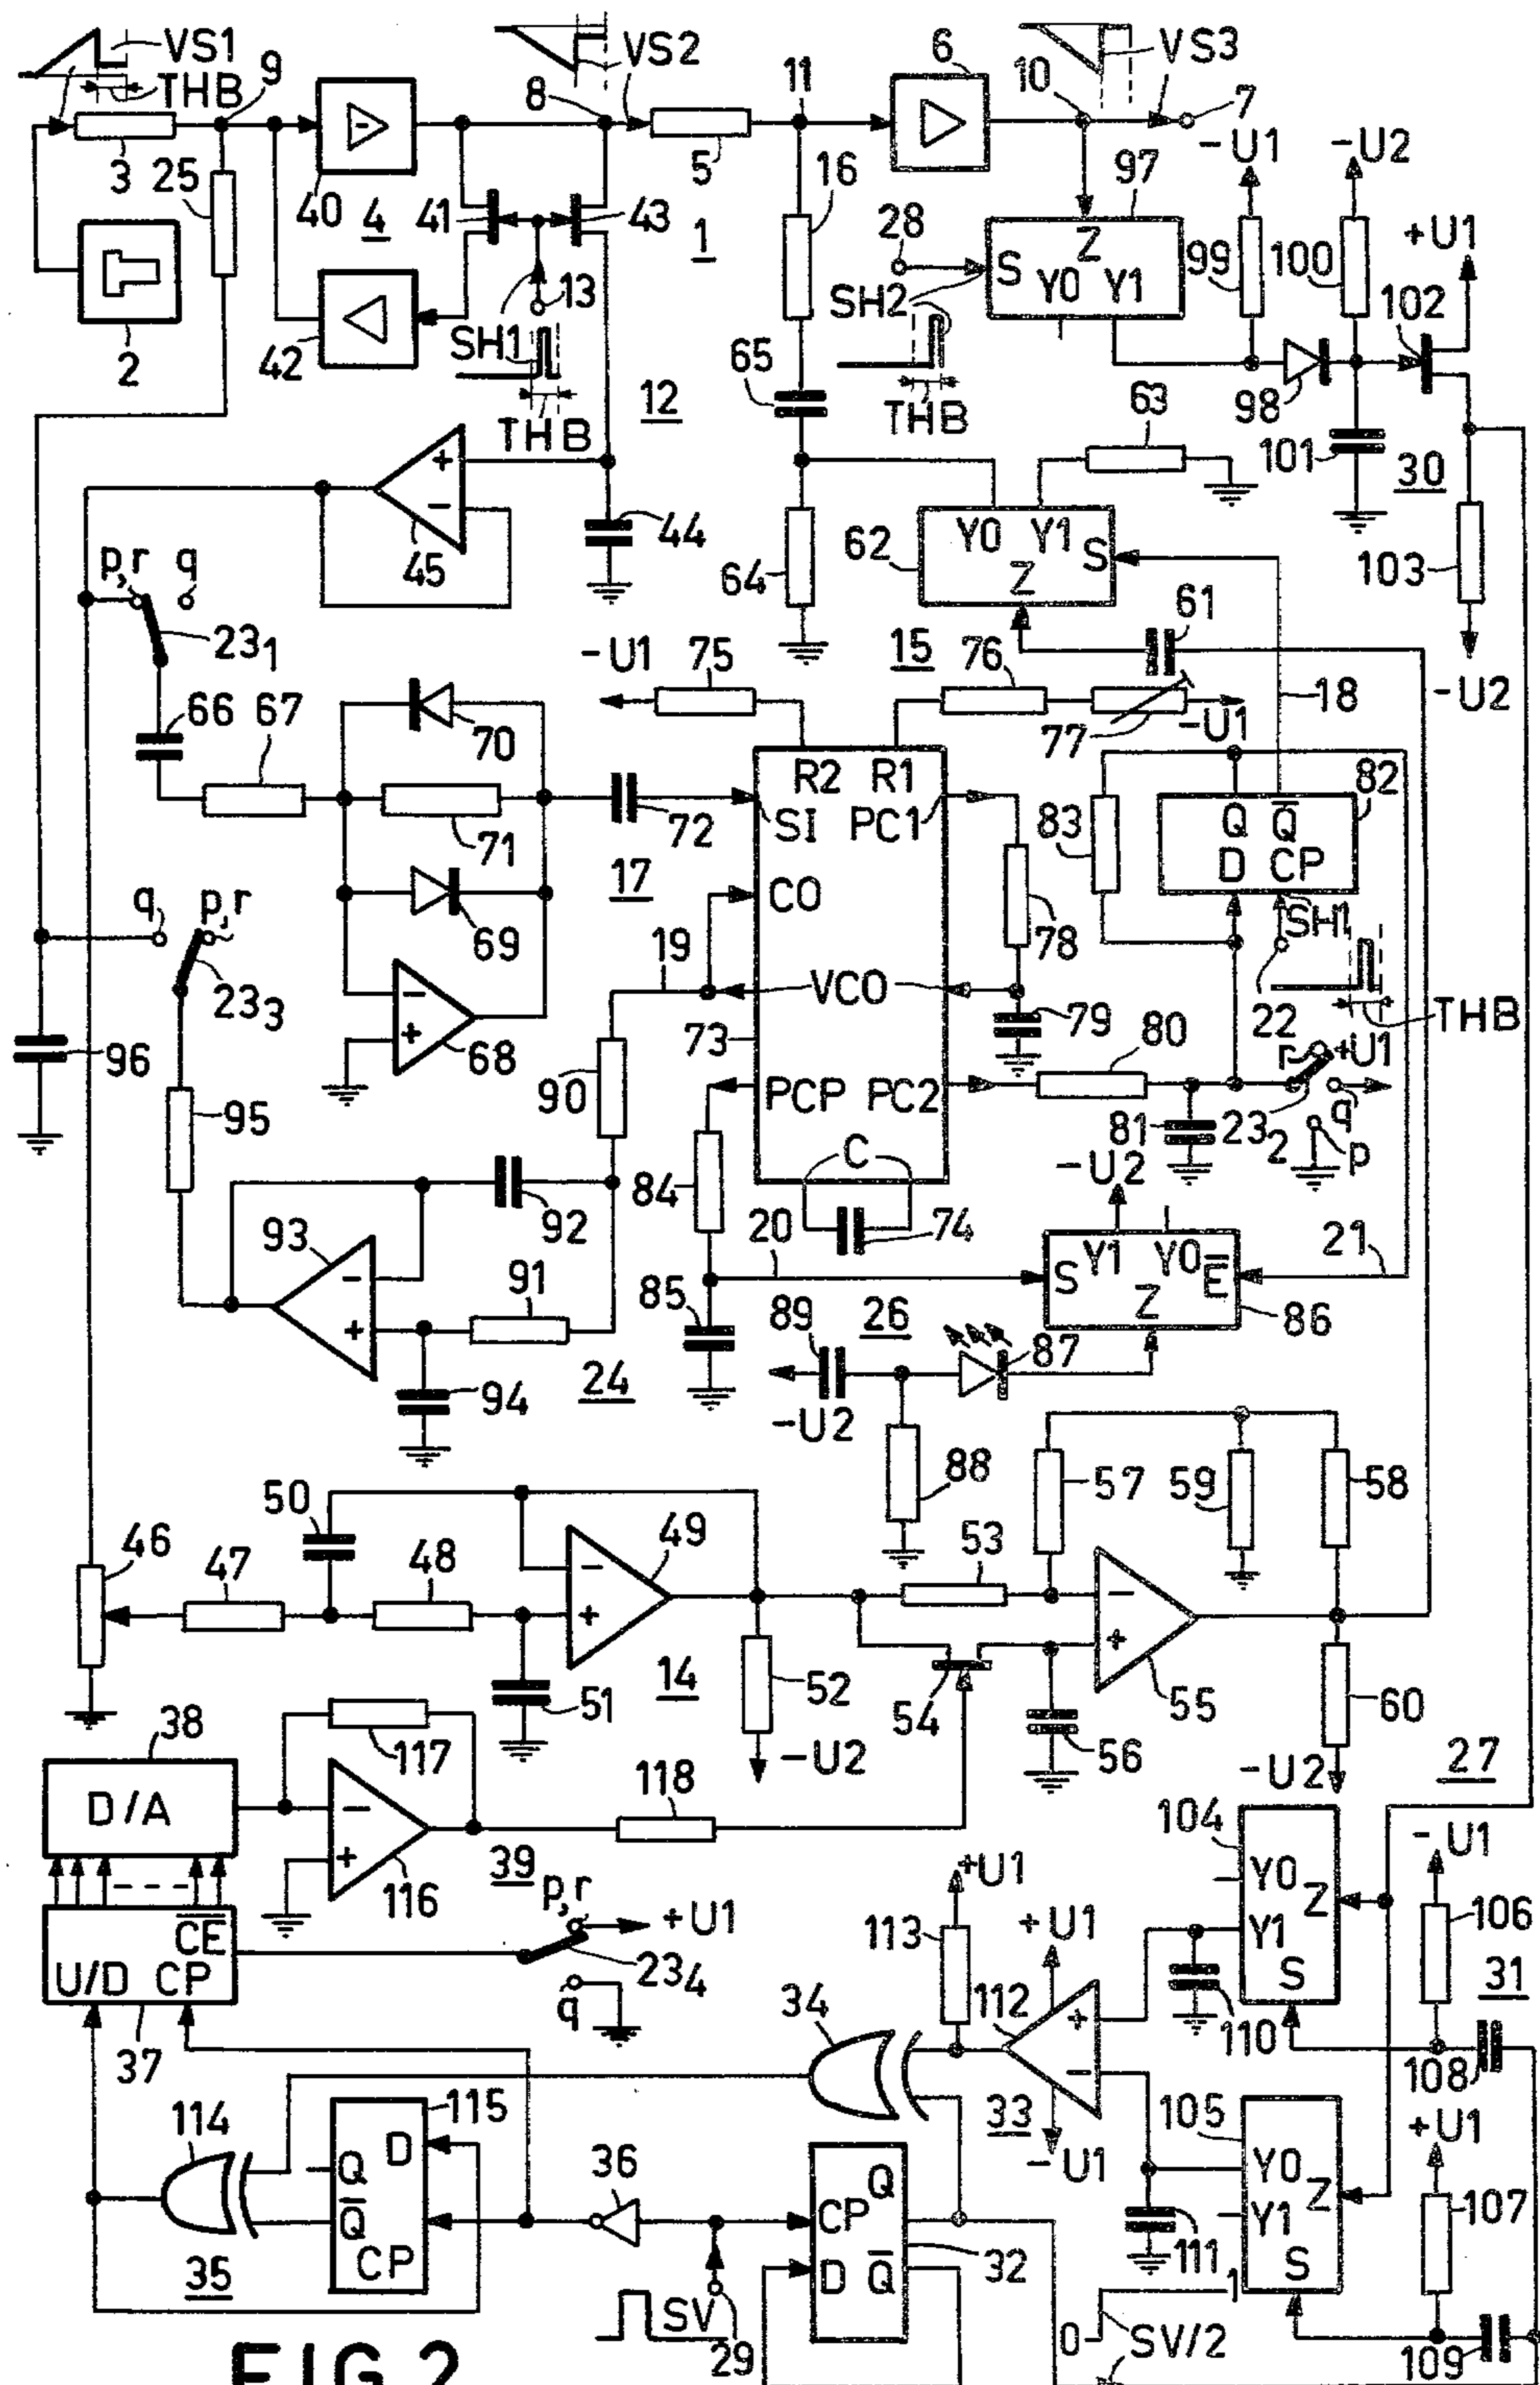 VS1
THB
9
3
25
2
40
4
41
42
43
8
VS2
13
SH1
THB
12
5
11
1
16
6
10
VS3
7
-U1
-U2
97
28
S
Z
Y0
Y1
SH2
THB
99
100
102
+U1
98
101
30
103
-U2
65
63
62
Y0
Y1
S
Z
64
61
18
+
-
45
44
p,r
q
23₁
66
67
70
71
72
69
17
-
+
68
-U1
75
15
76
77
-U1
R2
R1
SI
PC1
CO
VCO
PCP
PC2
C
73
74
78
79
80
81
82
83
Q
Q̅
D
CP
SH1
22
THB
r
+U1
q
p
23₂
q
p,r
23₃
96
95
19
90
92
93
-
+
91
94
24
84
85
20
-U2
Y1
Y0
E̅
S
Z
21
86
89
26
87
-U2
88
46
47
50
48
49
-
+
51
14
52
-U2
53
54
57
59
58
-
+
55
56
60
-U2
27
38
D/A
117
-
+
116
118
39
p,r
+U1
23₄
q
CE̅
U/D
CP
37
104
Y0
Z
Y1
S
-U1
106
31
108
110
+U1
113
+U1
112
+
-
33
-U1
34
105
Y0
Z
Y1
S
+U1
107
109
111
114
115
D
Q
Q̅
CP
35
36
SV
29
CP
Q
D
Q̅
32
0
1
SV/2
FIG.2